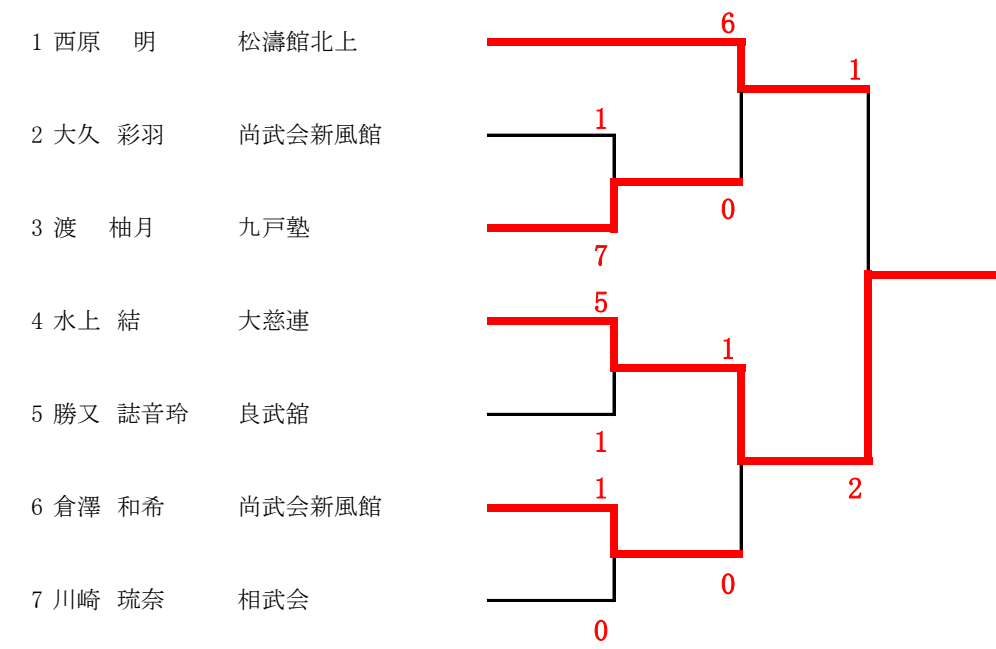 6
1 西原 明 松濤館北上
1
1
2 大久 彩羽 尚武会新風館
0
3 渡 柚月 九戸塾
7
5
4 水上 結 大慈連
1
5 勝又 誌音玲 良武舘
1
1
2
6 倉澤 和希 尚武会新風館
0
7 川崎 琉奈 相武会
0